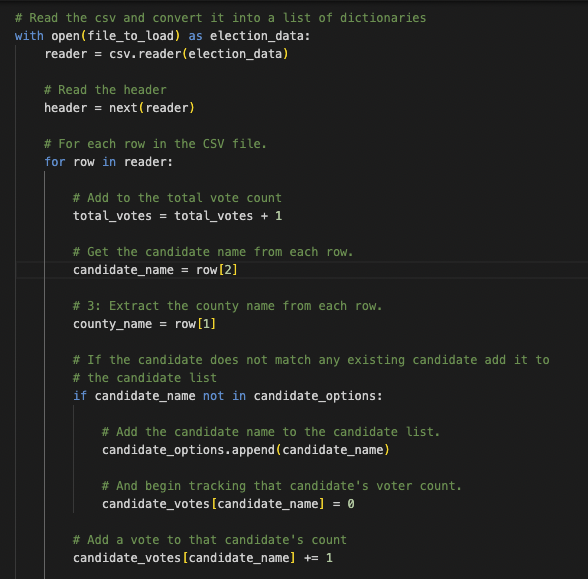 # Read the csv and convert it into a list of dictionaries
with open(file_to_load) as election_data:
    reader = csv.reader(election_data)

    # Read the header
    header = next(reader)

    # For each row in the CSV file.
    for row in reader:

        # Add to the total vote count
        total_votes = total_votes + 1

        # Get the candidate name from each row.
        candidate_name = row[2]

        # 3: Extract the county name from each row.
        county_name = row[1]

        # If the candidate does not match any existing candidate add it to
        # the candidate list
        if candidate_name not in candidate_options:

            # Add the candidate name to the candidate list.
            candidate_options.append(candidate_name)

            # And begin tracking that candidate's voter count.
            candidate_votes[candidate_name] = 0

        # Add a vote to that candidate's count
        candidate_votes[candidate_name] += 1